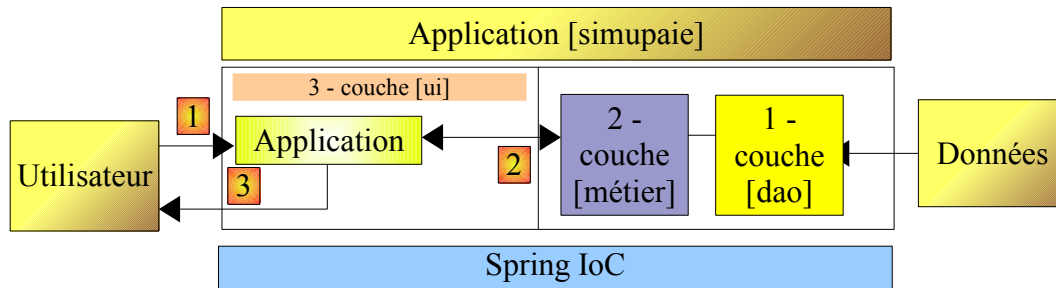 Application [simupaie]
3 - couche [ui]
1
Application
2 -
couche
[métier]
1 -
couche
[dao]
Utilisateur
Données
2
3
Spring IoC